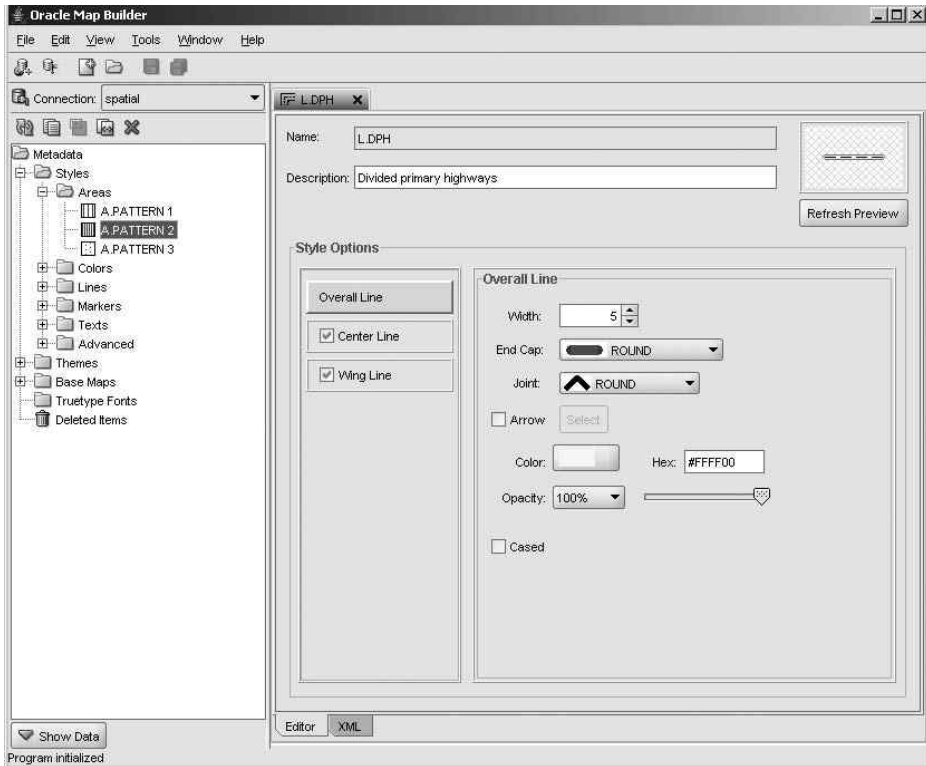 Oracle Map Builder
File Edit View Tools Window Help
Connection: spatial
L.DPH
Metadata
Styles
Areas
A.PATTERN 1
A.PATTERN 2
A.PATTERN 3
Colors
Lines
Markers
Texts
Advanced
Themes
Base Maps
Truetype Fonts
Deleted Items
Name: L.DPH
Description: Divided primary highways
Refresh Preview
Style Options
Overall Line
Center Line
Wing Line
Overall Line
Width: 5
End Cap: ROUND
Joint: ROUND
Arrow Select
Color: Hex: #FFFF00
Opacity: 100%
Cased
Editor XML
Show Data
Program initialized